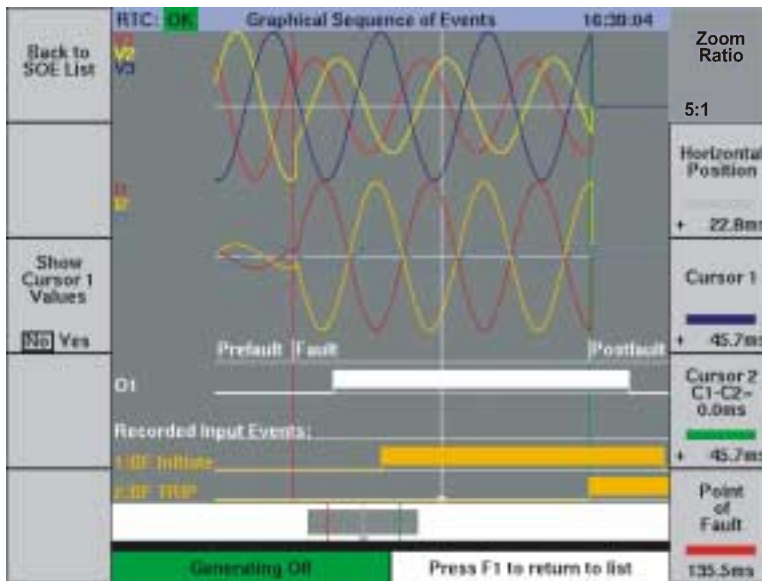 Back to
SOE List
Show
Cursor 1
Values
No Yes
RTC: OK Graphical Sequence of Events 16:30:04
V2
V3
Prefault Fault Postfault
O1
Recorded Input Events:
1:BF Initiate
2:BF TRIP
Generating Off Press F1 to return to list
Zoom
Ratio
5:1
Horizontal
Position
+ 22.8ms
Cursor 1
+ 45.7ms
Cursor 2
C1-C2=
0.0ms
+ 45.7ms
Point
of
Fault
135.5ms